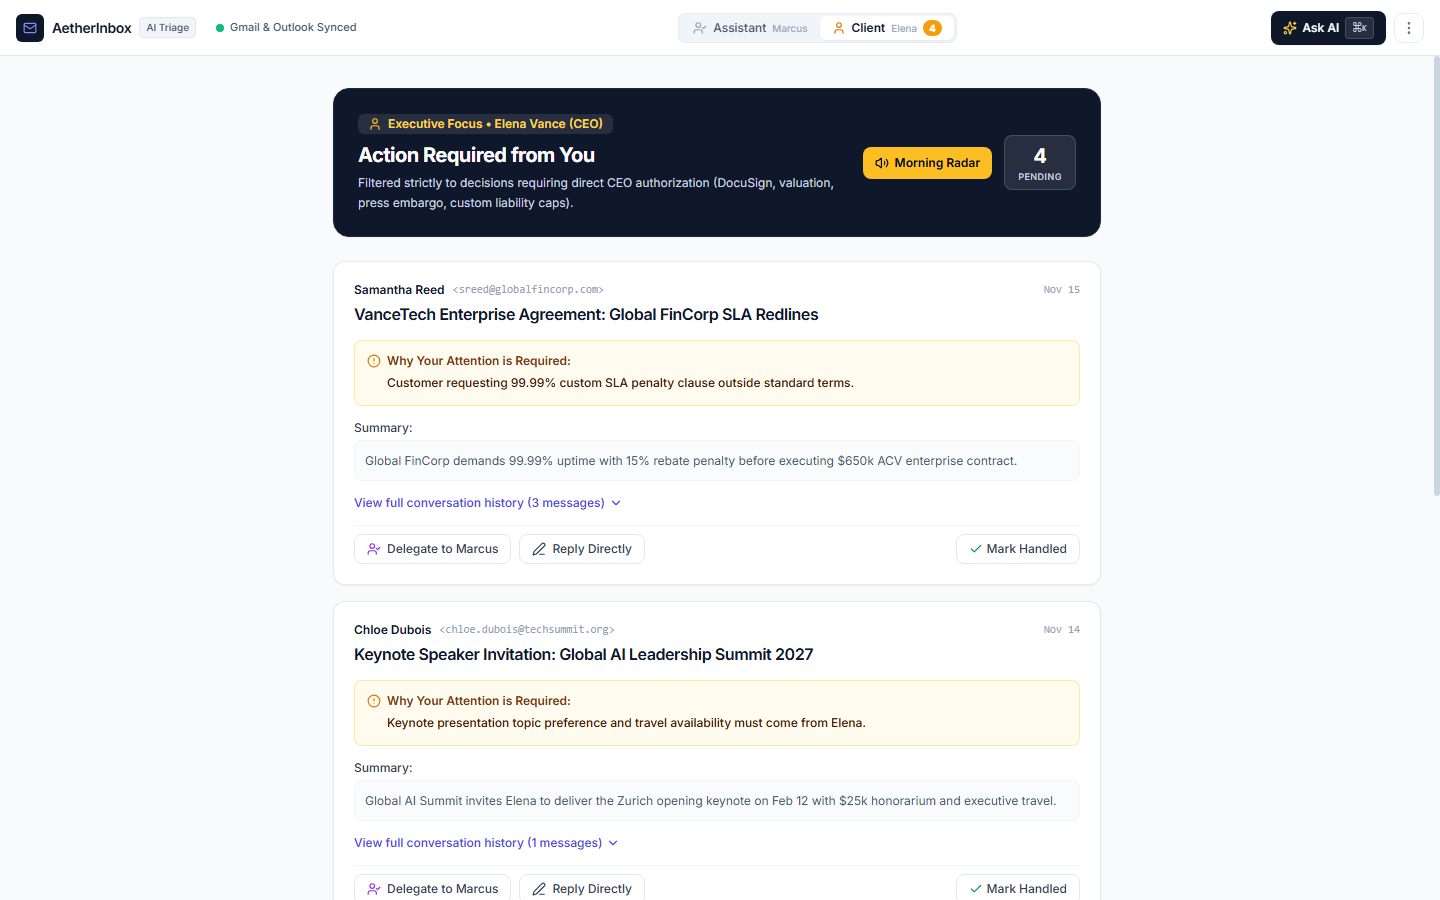 AetherInbox AI Triage Gmail & Outlook Synced Assistant Marcus Client Elena 4 Ask AI ⌘K
Executive Focus • Elena Vance (CEO)
Action Required from You
Filtered strictly to decisions requiring direct CEO authorization (DocuSign, valuation,
press embargo, custom liability caps).
Morning Radar
4
PENDING
Samantha Reed <sreed@globalfincorp.com> Nov 15
VanceTech Enterprise Agreement: Global FinCorp SLA Redlines
Why Your Attention is Required:
Customer requesting 99.99% custom SLA penalty clause outside standard terms.
Summary:
Global FinCorp demands 99.99% uptime with 15% rebate penalty before executing $650k ACV enterprise contract.
View full conversation history (3 messages)
Delegate to Marcus Reply Directly Mark Handled
Chloe Dubois <chloe.dubois@techsummit.org> Nov 14
Keynote Speaker Invitation: Global AI Leadership Summit 2027
Why Your Attention is Required:
Keynote presentation topic preference and travel availability must come from Elena.
Summary:
Global AI Summit invites Elena to deliver the Zurich opening keynote on Feb 12 with $25k honorarium and executive travel.
View full conversation history (1 messages)
Delegate to Marcus Reply Directly Mark Handled